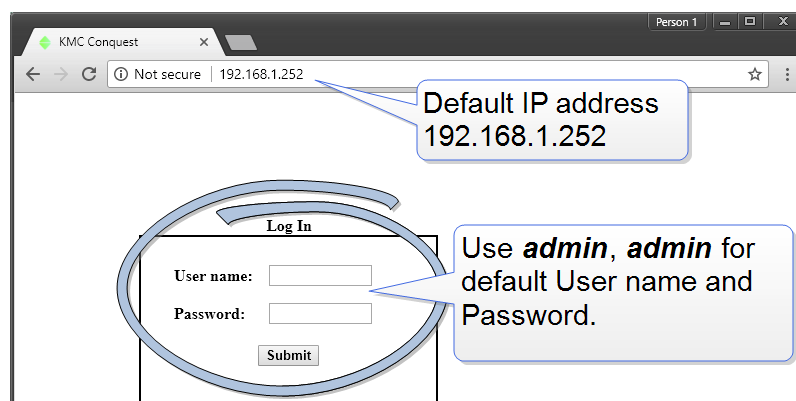 Person 1
KMC Conquest
Not secure 192.168.1.252
Default IP address
192.168.1.252
Log In
User name:
Password:
Submit
Use admin, admin for
default User name and
Password.